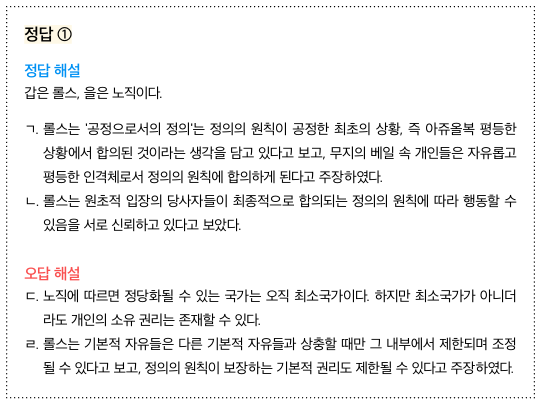 정답 ①
정답 해설
갑은 롤스, 을은 노직이다.
ㄱ. 롤스는 '공정으로서의 정의'는 정의의 원칙이 공정한 최초의 상황, 즉 아쥬올복 평등한
상황에서 합의된 것이라는 생각을 담고 있다고 보고, 무지의 베일 속 개인들은 자유롭고
평등한 인격체로서 정의의 원칙에 합의하게 된다고 주장하였다.
ㄴ. 롤스는 원초적 입장의 당사자들이 최종적으로 합의되는 정의의 원칙에 따라 행동할 수
있음을 서로 신뢰하고 있다고 보았다.
오답 해설
ㄷ. 노직에 따르면 정당화될 수 있는 국가는 오직 최소국가이다. 하지만 최소국가가 아니더
라도 개인의 소유 권리는 존재할 수 있다.
ㄹ. 롤스는 기본적 자유들은 다른 기본적 자유들과 상충할 때만 그 내부에서 제한되며 조정
될 수 있다고 보고, 정의의 원칙이 보장하는 기본적 권리도 제한될 수 있다고 주장하였다.